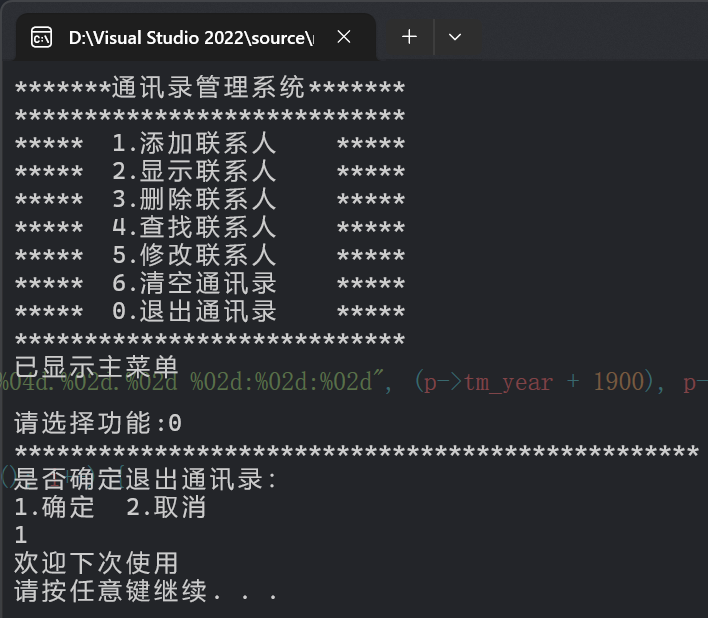 D:\Visual Studio 2022\source\
*******通讯录管理系统*******
****************************
*****  1.添加联系人    *****
*****  2.显示联系人    *****
*****  3.删除联系人    *****
*****  4.查找联系人    *****
*****  5.修改联系人    *****
*****  6.清空通讯录    *****
*****  0.退出通讯录    *****
****************************
已显示主菜单
%04d.%02d.%02d %02d:%02d:%02d", (p->tm_year + 1900), p-
请选择功能:0
*************************************************
是否确定退出通讯录:
1.确定  2.取消
1
欢迎下次使用
请按任意键继续. . .